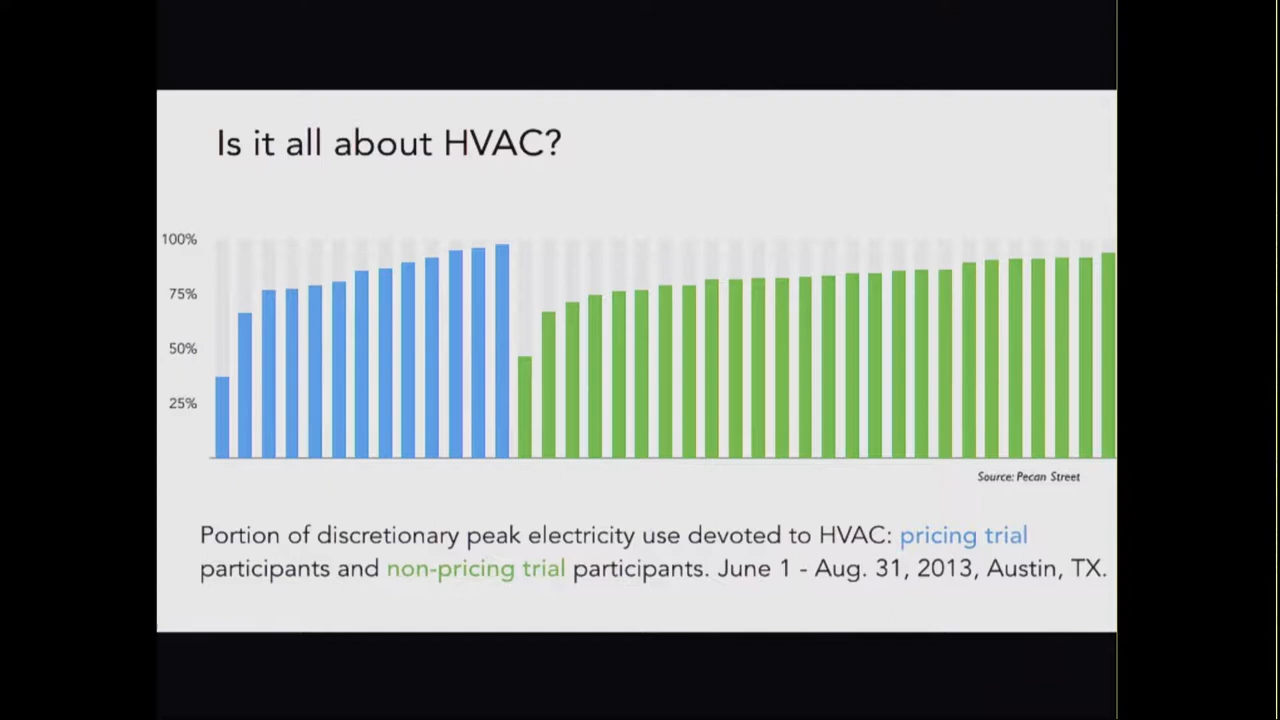 Is it all about HVAC?
100%
75%
50%
25%
Source: Pecan Street
Portion of discretionary peak electricity use devoted to HVAC: pricing trial
participants and non-pricing trial participants. June 1 - Aug. 31, 2013, Austin, TX.